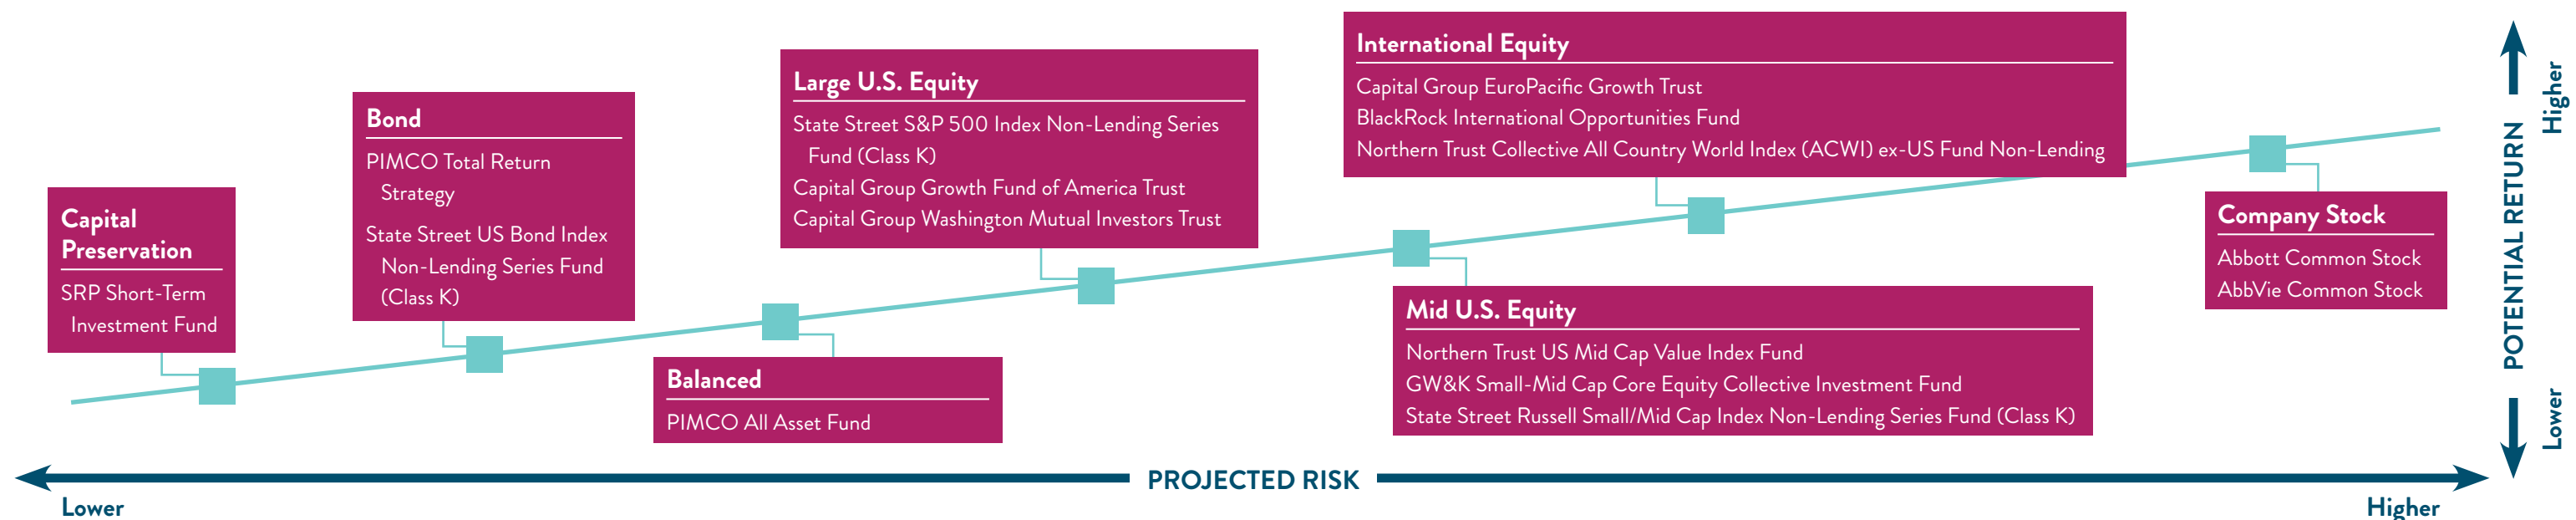 Capital
Preservation
SRP Short-Term
Investment Fund
Bond
PIMCO Total Return
Strategy
State Street US Bond Index
Non-Lending Series Fund
(Class K)
Balanced
PIMCO All Asset Fund
Large U.S. Equity
State Street S&P 500 Index Non-Lending Series
Fund (Class K)
Capital Group Growth Fund of America Trust
Capital Group Washington Mutual Investors Trust
Mid U.S. Equity
Northern Trust US Mid Cap Value Index Fund
GW&K Small-Mid Cap Core Equity Collective Investment Fund
State Street Russell Small/Mid Cap Index Non-Lending Series Fund (Class K)
International Equity
Capital Group EuroPacific Growth Trust
BlackRock International Opportunities Fund
Northern Trust Collective All Country World Index (ACWI) ex-US Fund Non-Lending
Company Stock
Abbott Common Stock
AbbVie Common Stock
Higher
POTENTIAL RETURN
Lower
PROJECTED RISK
Lower
Higher